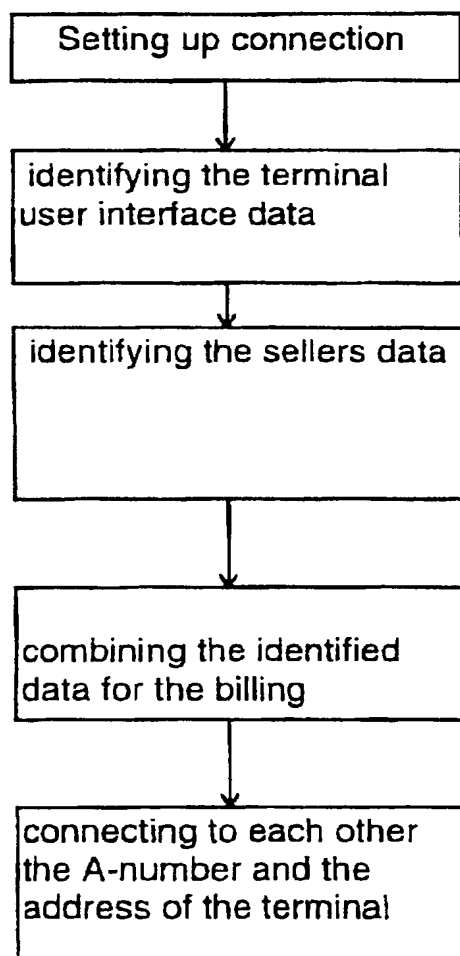 Setting up connection
identifying the terminal
user interface data
identifying the sellers data
combining the identified
data for the billing
connecting to each other
the A-number and the
address of the terminal